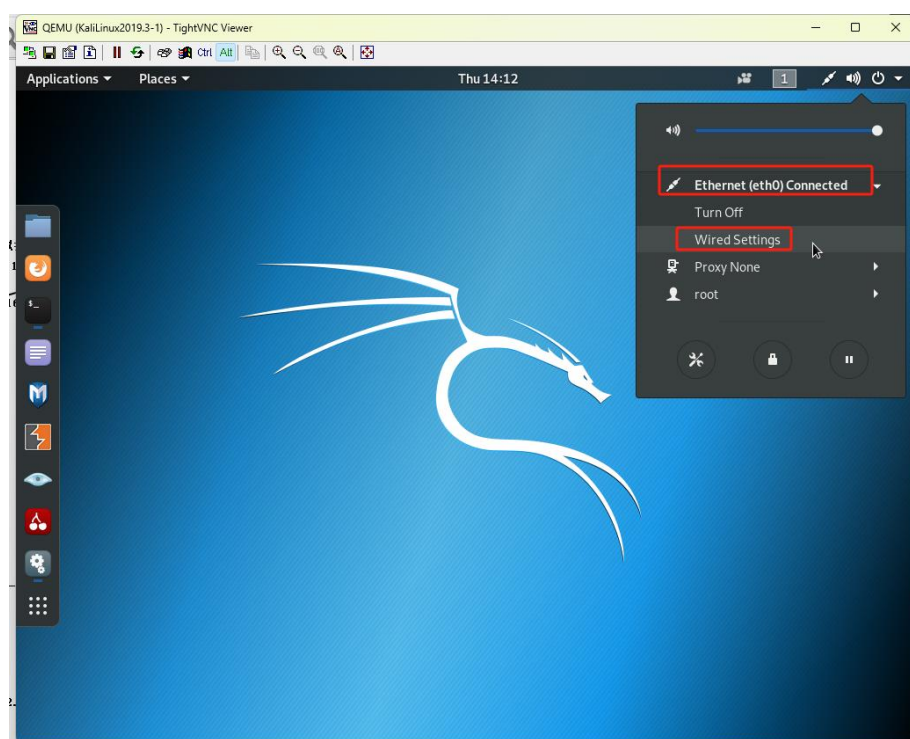 QEMU (KaliLinux2019.3-1) - TightVNC Viewer
Ctrl Alt
Applications Places Thu 14:12 1
Ethernet (eth0) Connected
Turn Off
Wired Settings
Proxy None
root
$_